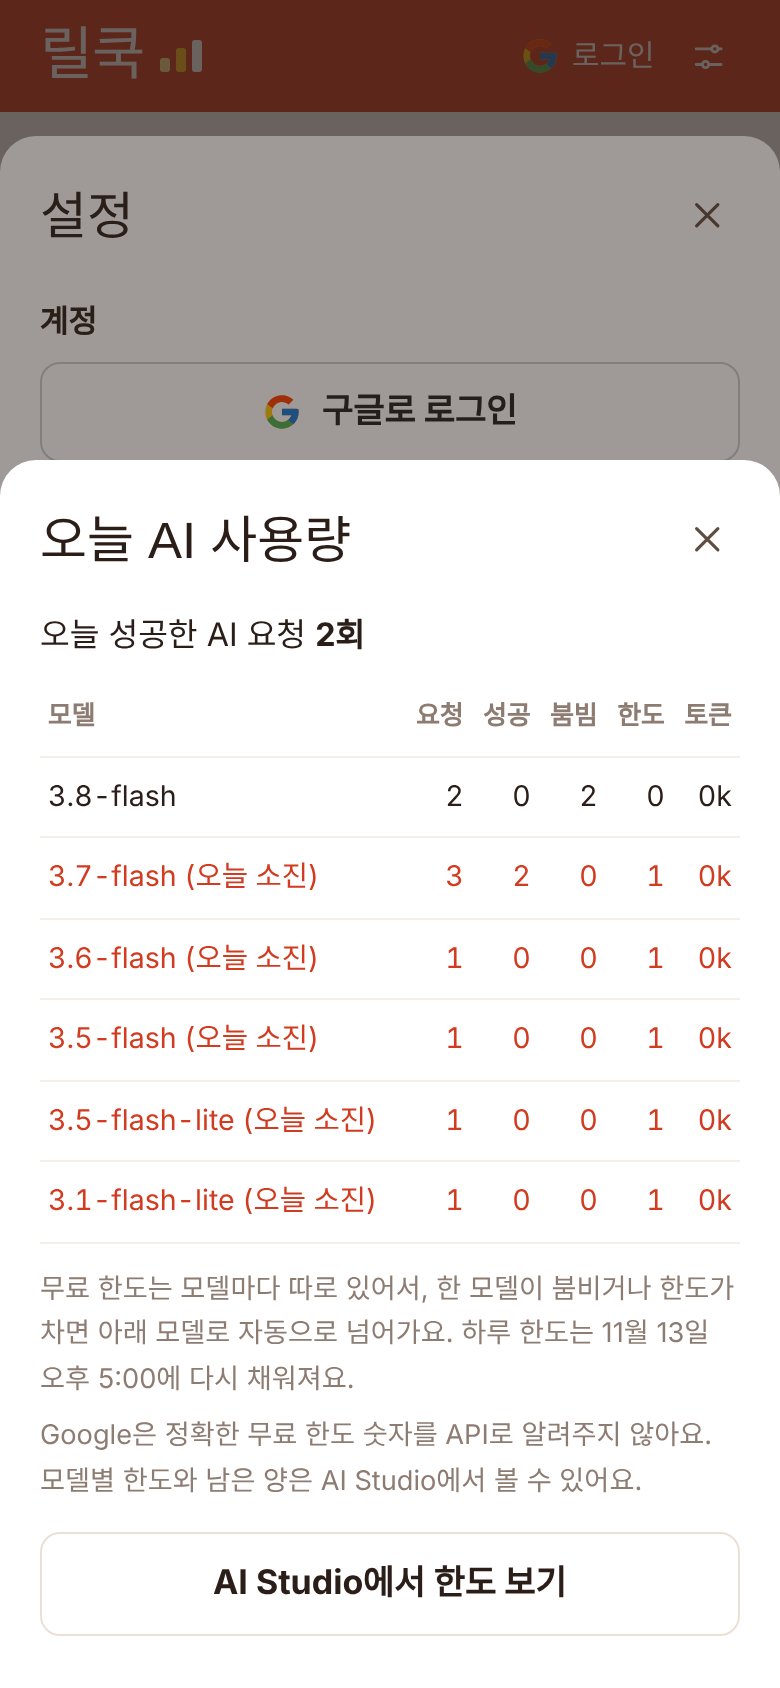 릴쿡
로그인
설정
계정
구글로 로그인
오늘 AI 사용량
오늘 성공한 AI 요청 2회
모델 요청 성공 붐빔 한도 토큰
3.8-flash 2 0 2 0 0k
3.7-flash (오늘 소진) 3 2 0 1 0k
3.6-flash (오늘 소진) 1 0 0 1 0k
3.5-flash (오늘 소진) 1 0 0 1 0k
3.5-flash-lite (오늘 소진) 1 0 0 1 0k
3.1-flash-lite (오늘 소진) 1 0 0 1 0k
무료 한도는 모델마다 따로 있어서, 한 모델이 붐비거나 한도가
차면 아래 모델로 자동으로 넘어가요. 하루 한도는 11월 13일
오후 5:00에 다시 채워져요.
Google은 정확한 무료 한도 숫자를 API로 알려주지 않아요.
모델별 한도와 남은 양은 AI Studio에서 볼 수 있어요.
AI Studio에서 한도 보기